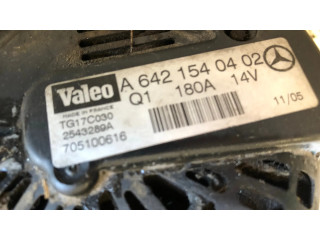 Valeo A 642 154 04 02
MADE IN FRANCE Q1 180A 14V
TG17C030 11/05
2543289A
705100616